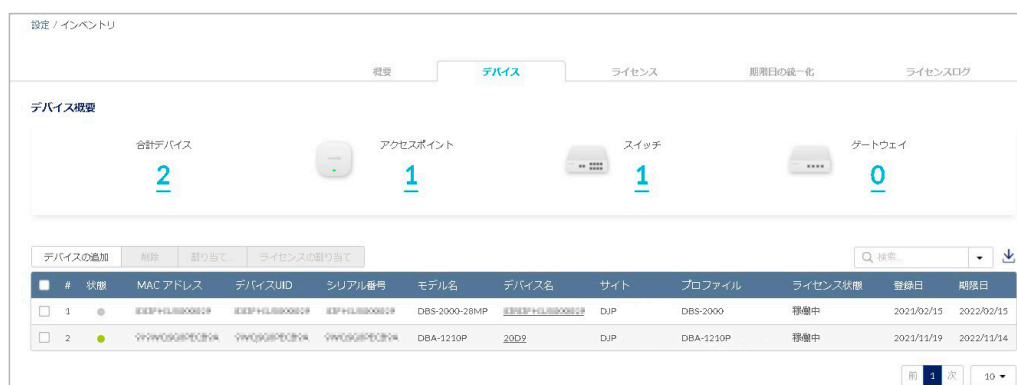 設定 / インベントリ
概要 デバイス ライセンス 期限日の統一化 ライセンスログ
デバイス概要
合計デバイス アクセスポイント スイッチ ゲートウェイ
2 1 1 0
デバイスの追加 削除 割り当て... ライセンスの割り当て 検索...
# 状態 MAC アドレス デバイスUID シリアル番号 モデル名 デバイス名 サイト プロファイル ライセンス状態 登録日 期限日
1 DBS-2000-28MP DJP DBS-2000 稼働中 2021/02/15 2022/02/15
2 DBA-1210P 20D9 DJP DBA-1210P 稼働中 2021/11/19 2022/11/14
前 1 次 10